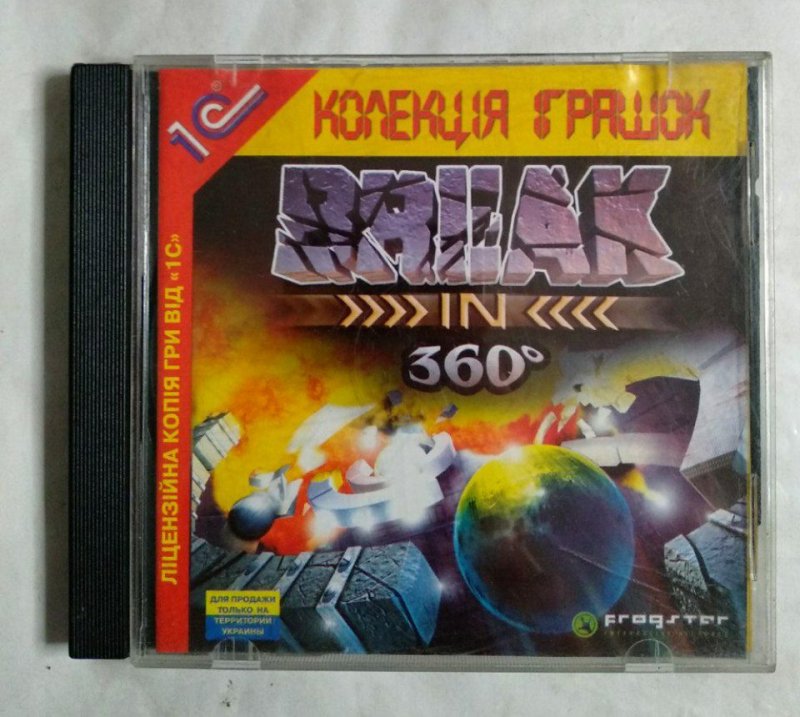 1С®
КОЛЕКЦІЯ ІГРАШОК
BREAK
>>>> IN <<<<
360°
ЛІЦЕНЗІЙНА КОПІЯ ГРИ ВІД «1С»
ДЛЯ ПРОДАЖИ
ТОЛЬКО НА
ТЕРРИТОРИИ
УКРАИНЫ
frogster